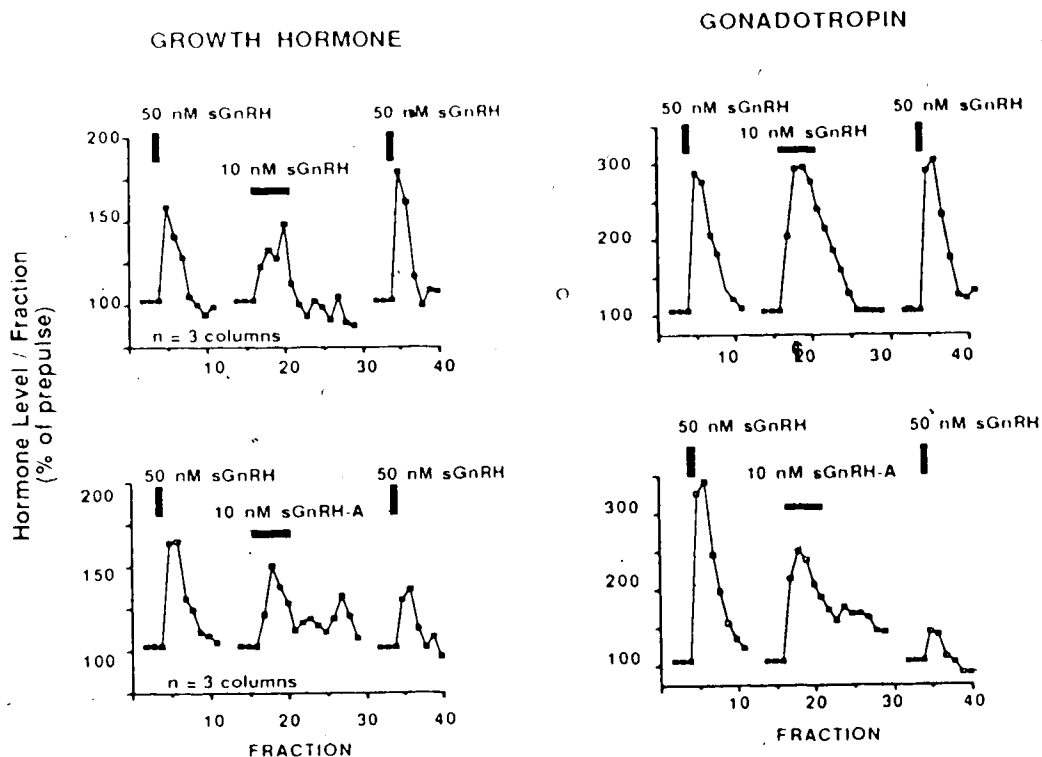 GROWTH HORMONE
GONADOTROPIN
Hormone Level / Fraction
(% of prepulse)
50 nM sGnRH
50 nM sGnRH
10 nM sGnRH
200
150
100
n = 3 columns
10
20
30
40
50 nM sGnRH
50 nM sGnRH
10 nM sGnRH
300
200
100
10
20
30
40
50 nM sGnRH
50 nM sGnRH
10 nM sGnRH-A
200
150
100
n = 3 columns
10
20
30
40
FRACTION
50 nM sGnRH
50 nM sGnRH
10 nM sGnRH-A
300
200
100
10
20
30
40
FRACTION